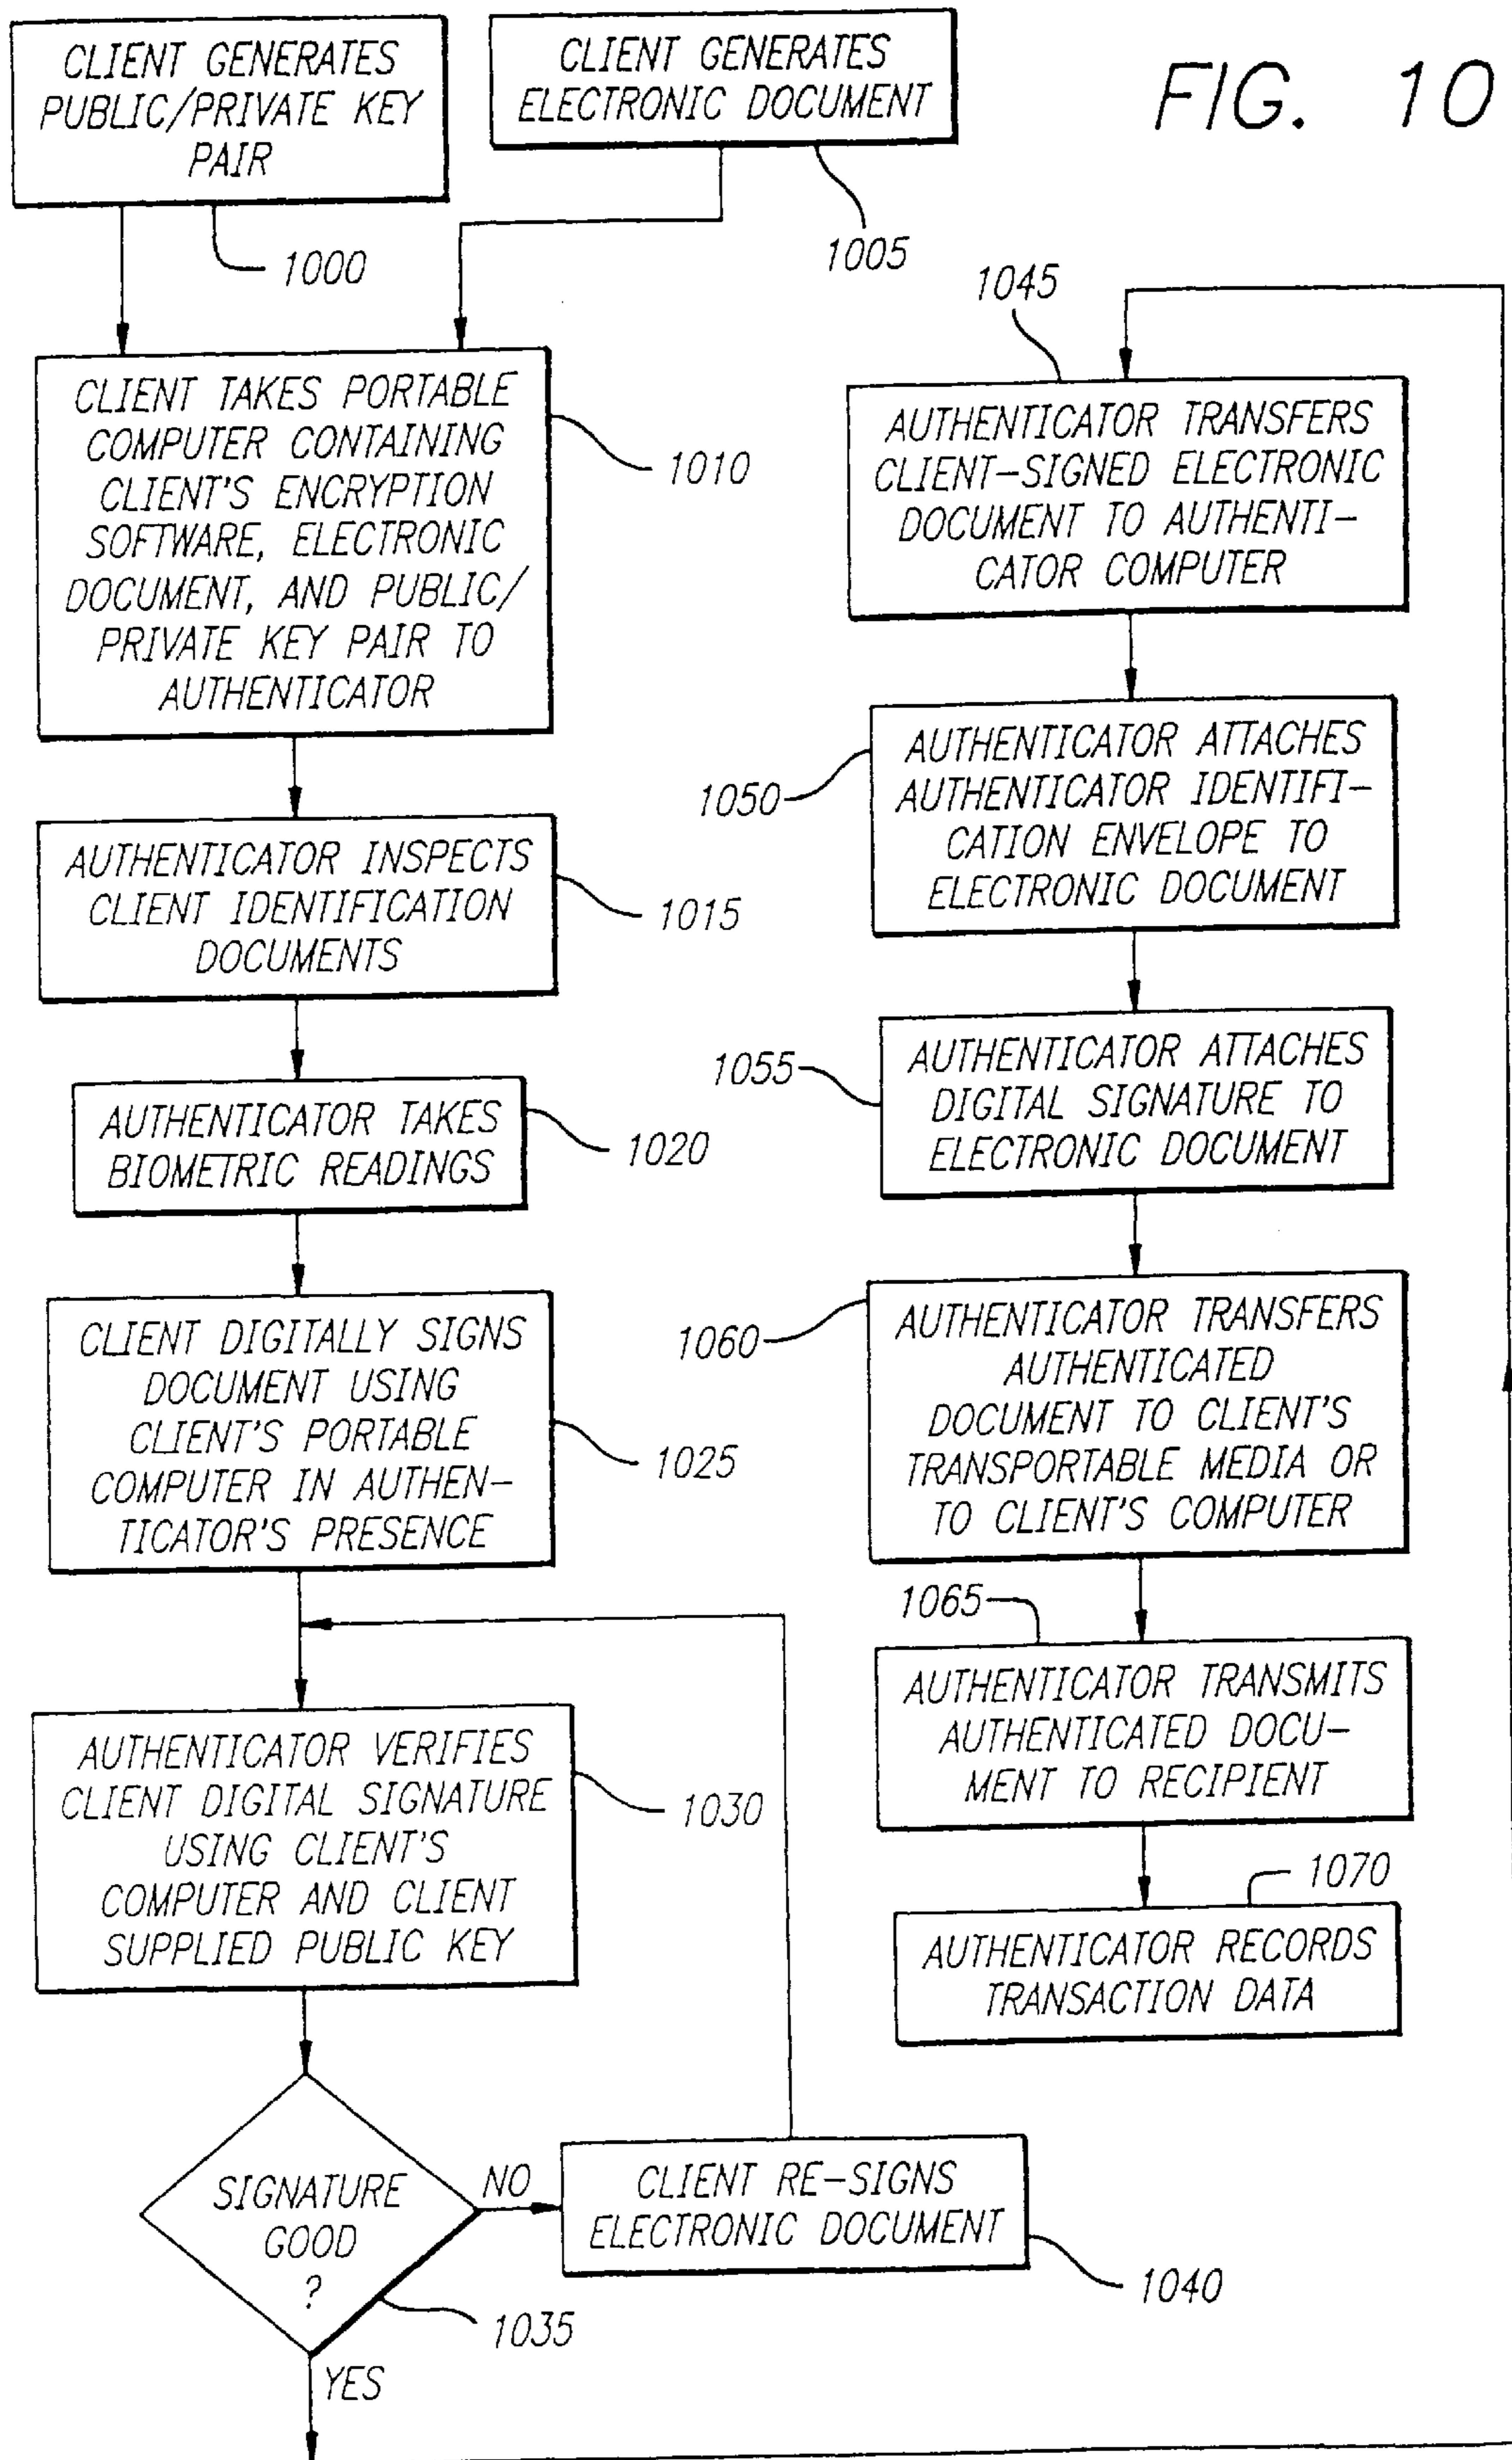 FIG. 10
CLIENT GENERATES
PUBLIC/PRIVATE KEY
PAIR
1000
CLIENT GENERATES
ELECTRONIC DOCUMENT
1005
CLIENT TAKES PORTABLE
COMPUTER CONTAINING
CLIENT'S ENCRYPTION
SOFTWARE, ELECTRONIC
DOCUMENT, AND PUBLIC/
PRIVATE KEY PAIR TO
AUTHENTICATOR
1010
AUTHENTICATOR INSPECTS
CLIENT IDENTIFICATION
DOCUMENTS
1015
AUTHENTICATOR TAKES
BIOMETRIC READINGS
1020
CLIENT DIGITALLY SIGNS
DOCUMENT USING
CLIENT'S PORTABLE
COMPUTER IN AUTHEN-
TICATOR'S PRESENCE
1025
AUTHENTICATOR VERIFIES
CLIENT DIGITAL SIGNATURE
USING CLIENT'S
COMPUTER AND CLIENT
SUPPLIED PUBLIC KEY
1030
SIGNATURE
GOOD
?
1035
NO
YES
CLIENT RE-SIGNS
ELECTRONIC DOCUMENT
1040
1045
AUTHENTICATOR TRANSFERS
CLIENT-SIGNED ELECTRONIC
DOCUMENT TO AUTHENTI-
CATOR COMPUTER
1050
AUTHENTICATOR ATTACHES
AUTHENTICATOR IDENTIFI-
CATION ENVELOPE TO
ELECTRONIC DOCUMENT
1055
AUTHENTICATOR ATTACHES
DIGITAL SIGNATURE TO
ELECTRONIC DOCUMENT
1060
AUTHENTICATOR TRANSFERS
AUTHENTICATED
DOCUMENT TO CLIENT'S
TRANSPORTABLE MEDIA OR
TO CLIENT'S COMPUTER
1065
AUTHENTICATOR TRANSMITS
AUTHENTICATED DOCU-
MENT TO RECIPIENT
1070
AUTHENTICATOR RECORDS
TRANSACTION DATA